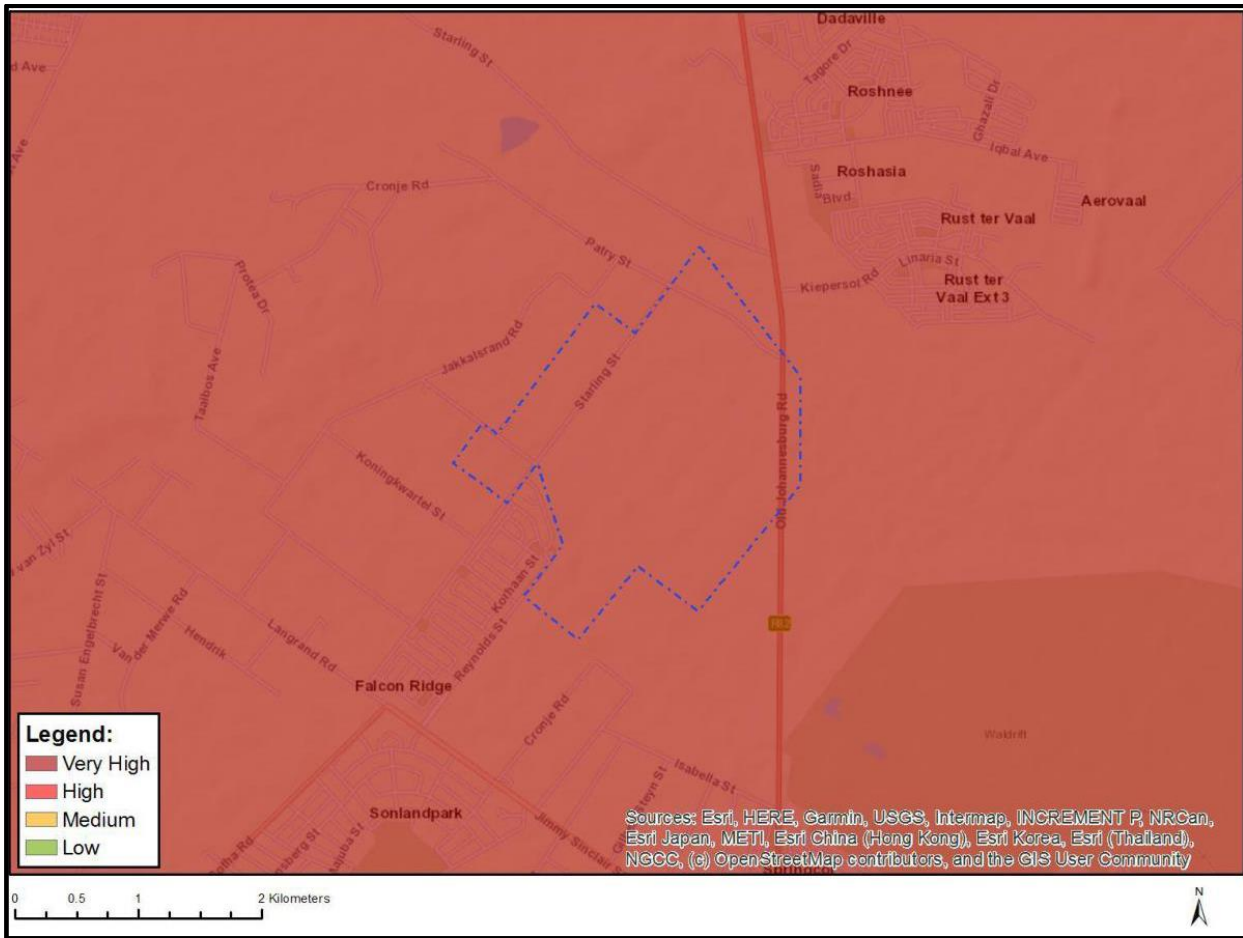 Dadaville
Starling St
d Ave
Tagore Dr
Roshnee
Ghazali Dr
Iqbal Ave
Ave
Cronje Rd
Roshasia
Sadia
Blvd
Aerovaal
Rust ter Vaal
Patry St
Linaria St
Protea Dr
Kiepersol Rd
Rust ter
Vaal Ext 3
Jakkalsrand Rd
Taaibos Ave
Starling St
Old Johannesburg Rd
Koningkwartel St
van Zyl St
Korhaan St
Susan Engelbrecht St
Van der Merwe Rd
Hendrik
Langrand Rd
Reynolds St
R82
Falcon Ridge
Cronje Rd
Waldrift
Isabella St
Sonlandpark
Jimmy Sinclair
Legend:
Very High
High
Medium
Low
Sources: Esri, HERE, Garmin, USGS, Intermap, INCREMENT P, NRCan,
Esri Japan, METI, Esri China (Hong Kong), Esri Korea, Esri (Thailand),
NGCC, (c) OpenStreetMap contributors, and the GIS User Community
0 0.5 1 2 Kilometers
N